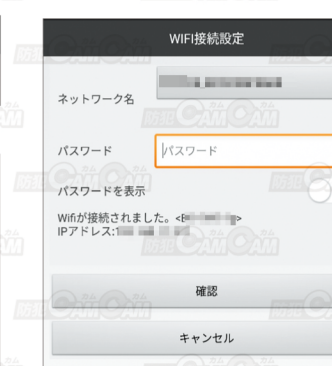 WIFI接続設定
ネットワーク名
パスワード
パスワード
パスワードを表示
Wifiが接続されました。<
>
IPアドレス:1
確認
キャンセル